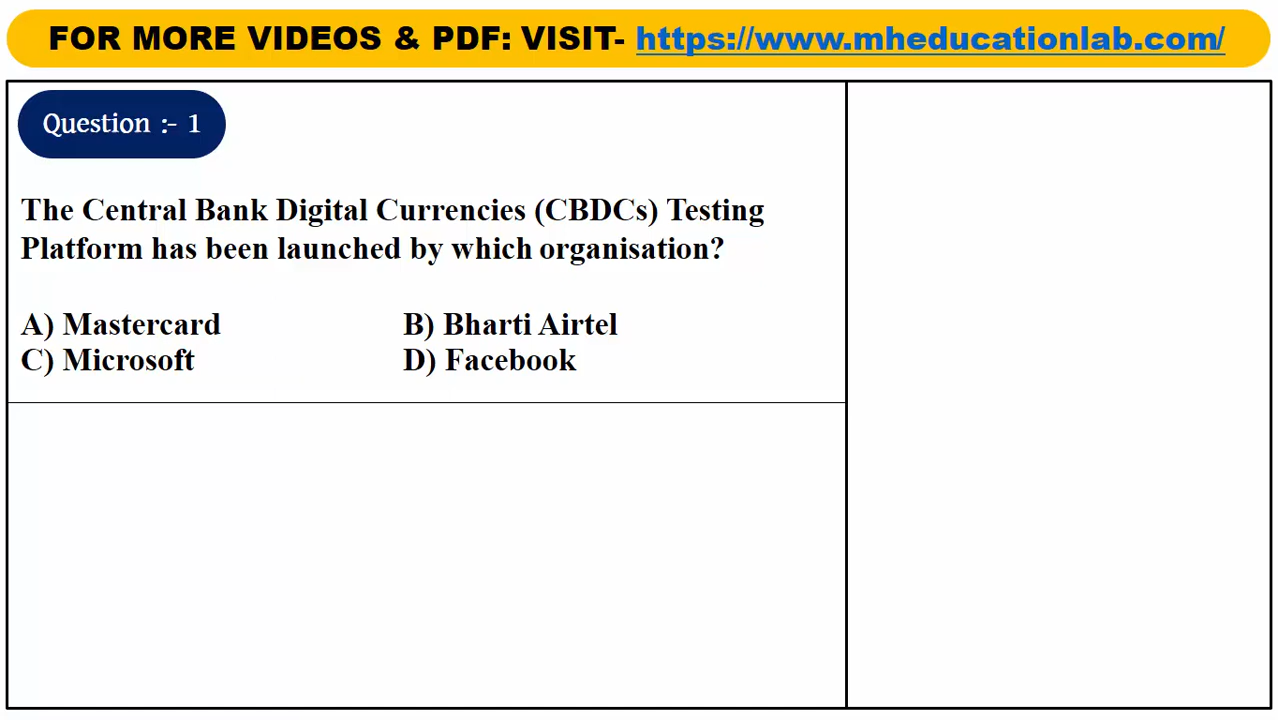 FOR MORE VIDEOS & PDF: VISIT- https://www.mheducationlab.com/
Question :- 1
The Central Bank Digital Currencies (CBDCs) Testing
Platform has been launched by which organisation?
A) Mastercard B) Bharti Airtel
C) Microsoft D) Facebook